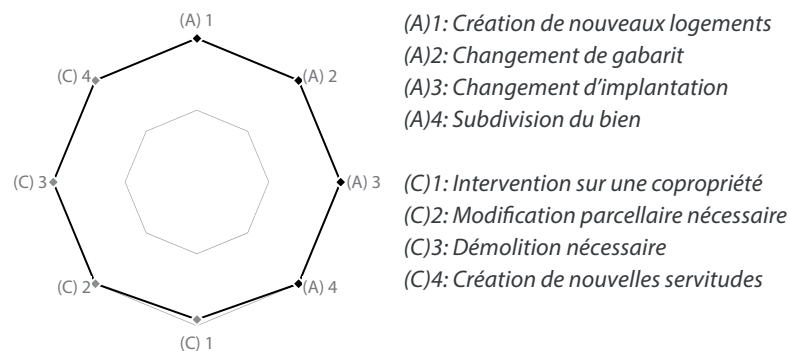 (A) 1
(C) 4
(A) 2
(C) 3
(A) 3
(C) 2
(A) 4
(C) 1
(A)1: Création de nouveaux logements
(A)2: Changement de gabarit
(A)3: Changement d'implantation
(A)4: Subdivision du bien
(C)1: Intervention sur une copropriété
(C)2: Modification parcellaire nécessaire
(C)3: Démolition nécessaire
(C)4: Création de nouvelles servitudes